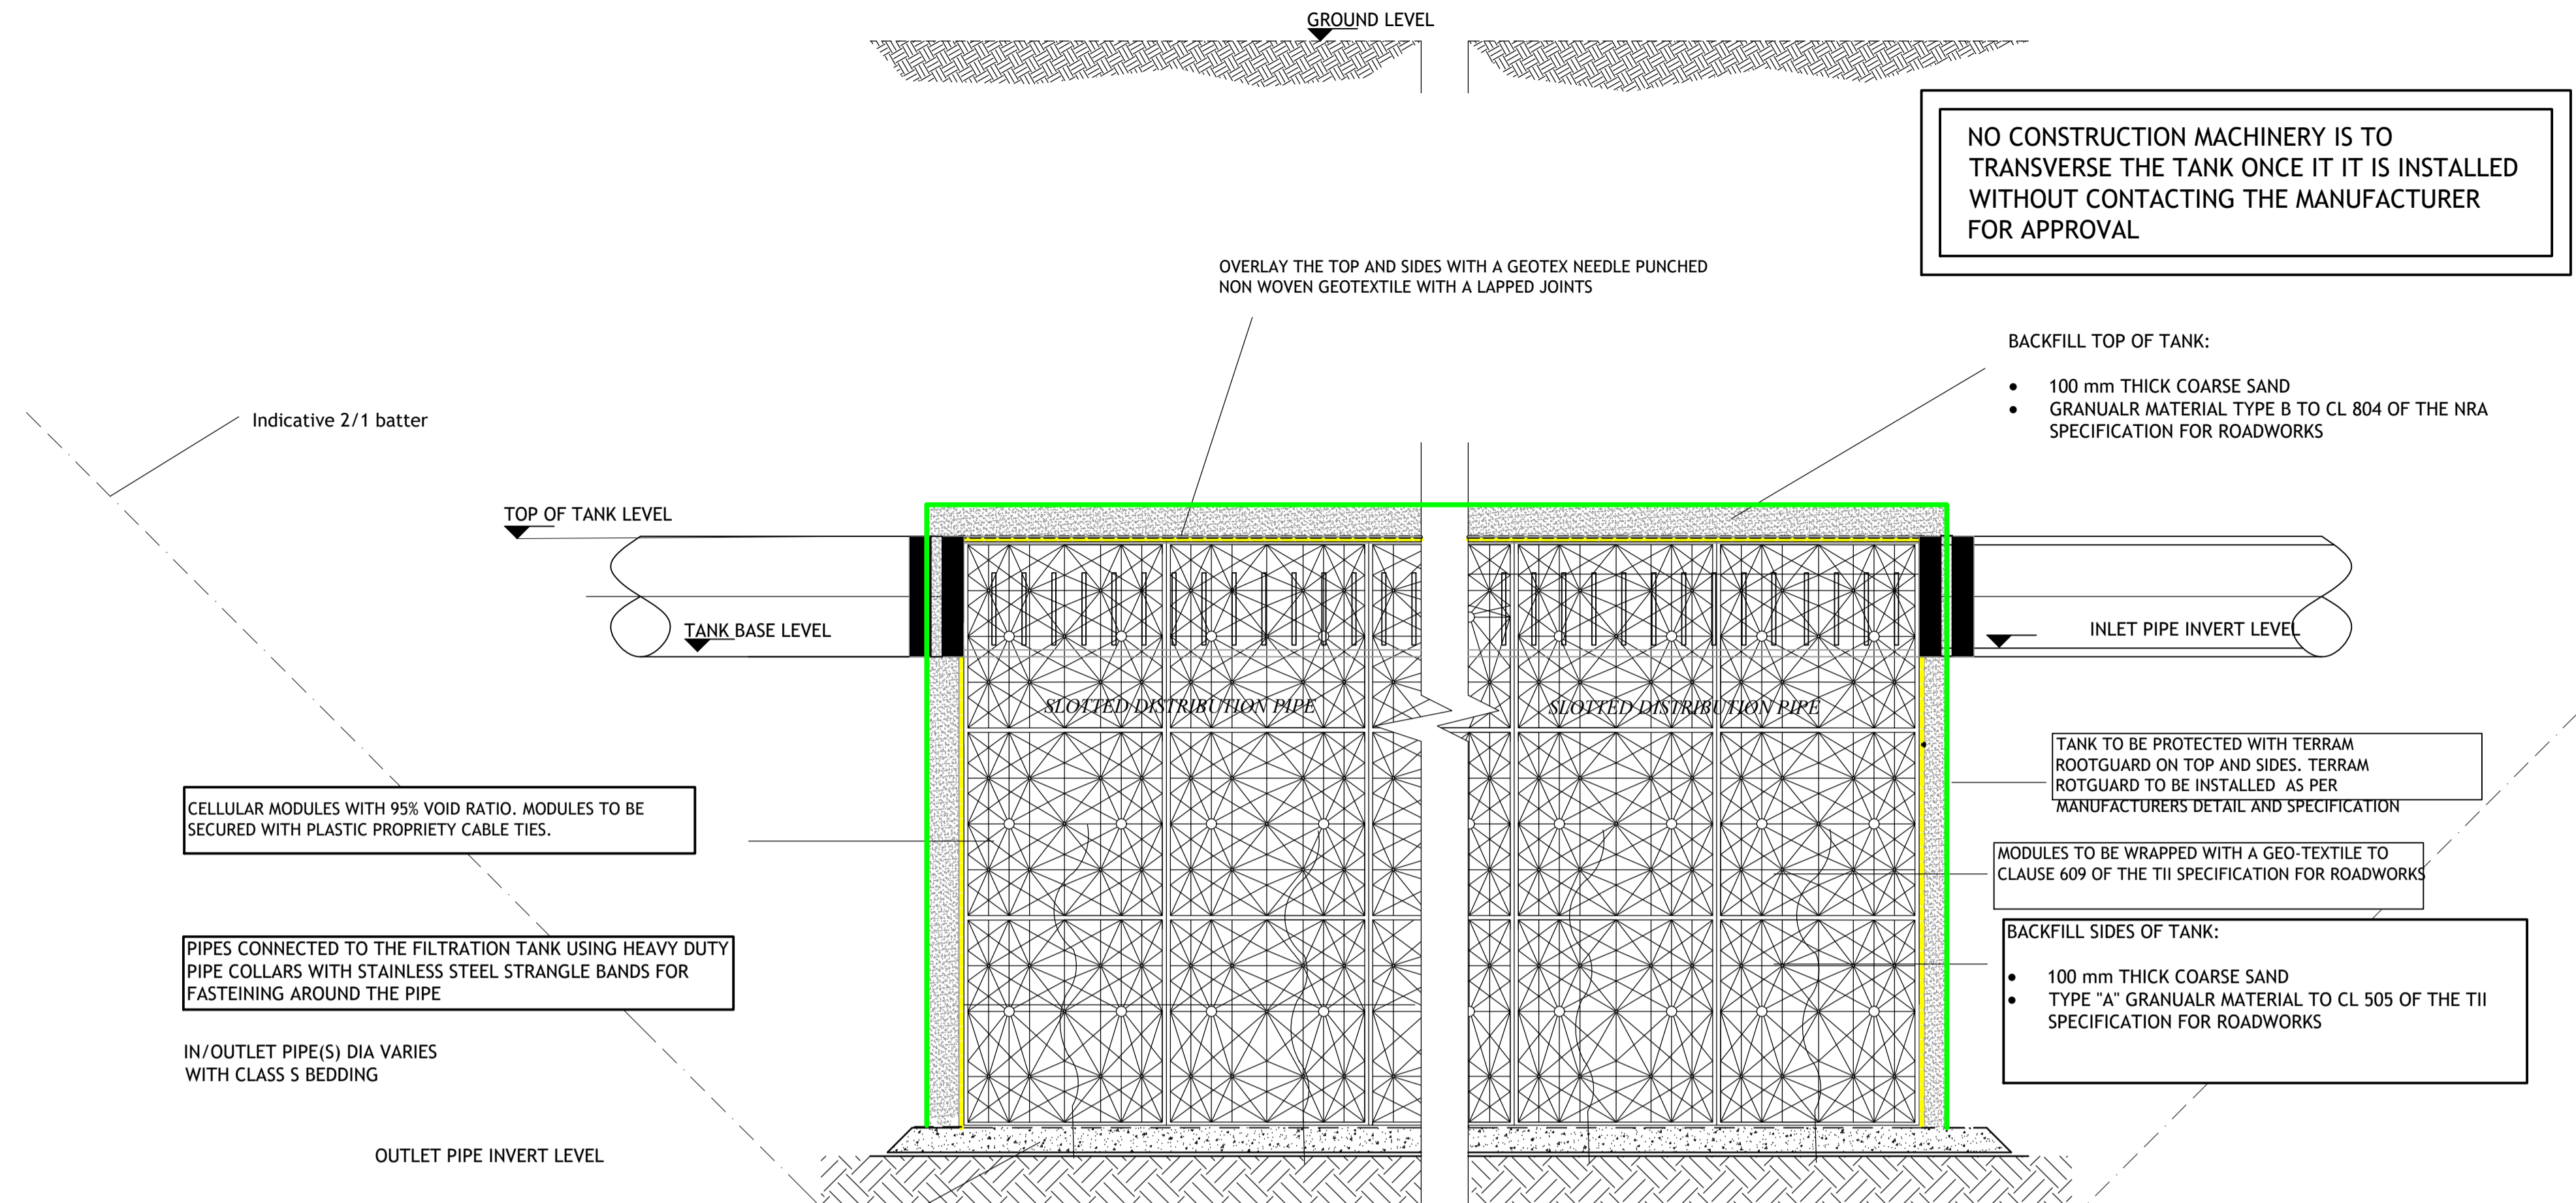 GROUND LEVEL
NO CONSTRUCTION MACHINERY IS TO
TRANSVERSE THE TANK ONCE IT IT IS INSTALLED
WITHOUT CONTACTING THE MANUFACTURER
FOR APPROVAL
OVERLAY THE TOP AND SIDES WITH A GEOTEX NEEDLE PUNCHED
NON WOVEN GEOTEXTILE WITH A LAPPED JOINTS
BACKFILL TOP OF TANK:
• 100 mm THICK COARSE SAND
• GRANUALR MATERIAL TYPE B TO CL 804 OF THE NRA
SPECIFICATION FOR ROADWORKS
Indicative 2/1 batter
TOP OF TANK LEVEL
TANK BASE LEVEL
INLET PIPE INVERT LEVEL
SLOTTED DISTRIBUTION PIPE
SLOTTED DISTRIBUTION PIPE
TANK TO BE PROTECTED WITH TERRAM
ROOTGUARD ON TOP AND SIDES. TERRAM
ROTGUARD TO BE INSTALLED AS PER
MANUFACTURERS DETAIL AND SPECIFICATION
CELLULAR MODULES WITH 95% VOID RATIO. MODULES TO BE
SECURED WITH PLASTIC PROPRIETY CABLE TIES.
MODULES TO BE WRAPPED WITH A GEO-TEXTILE TO
CLAUSE 609 OF THE TII SPECIFICATION FOR ROADWORKS
PIPES CONNECTED TO THE FILTRATION TANK USING HEAVY DUTY
PIPE COLLARS WITH STAINLESS STEEL STRANGLE BANDS FOR
FASTEINING AROUND THE PIPE
BACKFILL SIDES OF TANK:
• 100 mm THICK COARSE SAND
• TYPE "A" GRANUALR MATERIAL TO CL 505 OF THE TII
SPECIFICATION FOR ROADWORKS
IN/OUTLET PIPE(S) DIA VARIES
WITH CLASS S BEDDING
OUTLET PIPE INVERT LEVEL